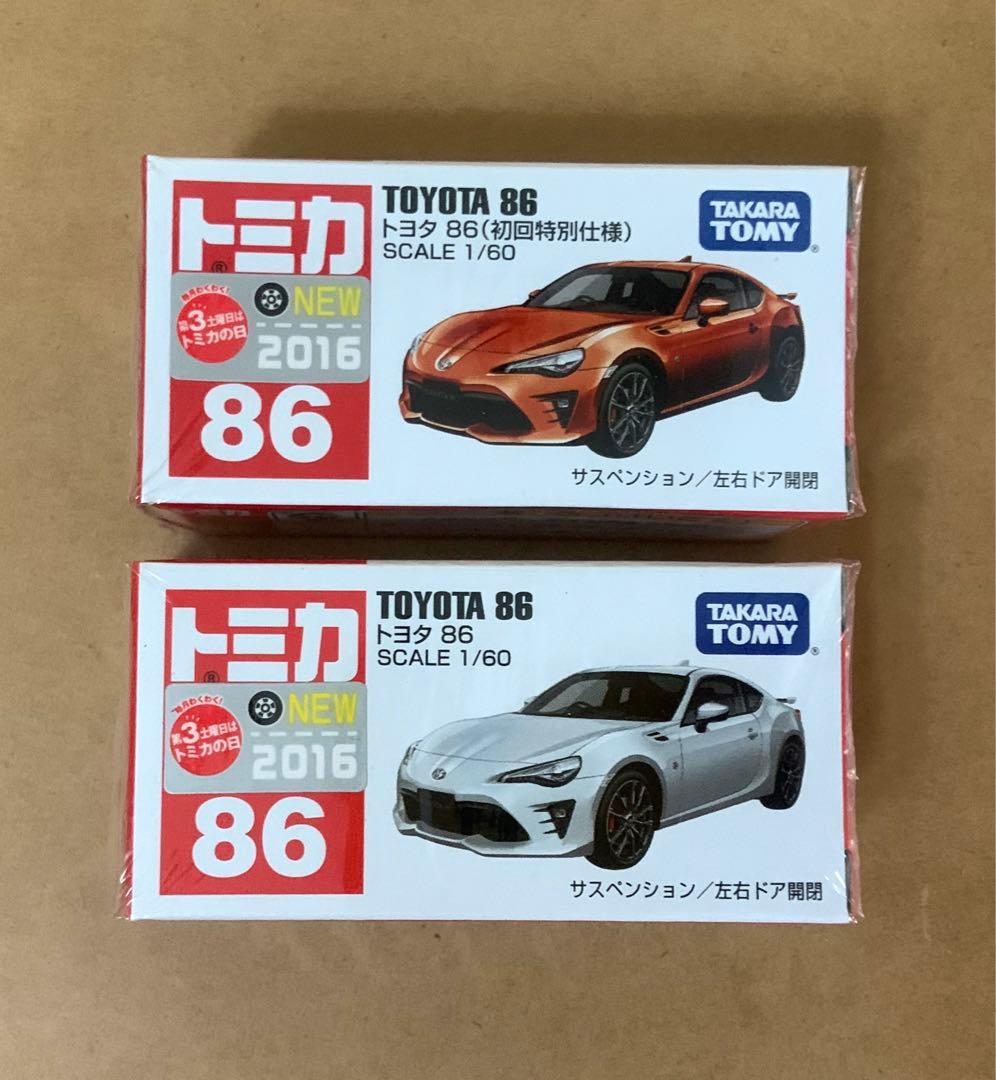 トミカ
®
TOYOTA 86
トヨタ 86(初回特別仕様)
SCALE 1/60
TAKARA
TOMY
®
毎月わくわく!
第3土曜日は
トミカの日
NEW
2016
86
サスペンション/左右ドア開閉
トミカ
®
TOYOTA 86
トヨタ 86
SCALE 1/60
TAKARA
TOMY
®
毎月わくわく!
第3土曜日は
トミカの日
NEW
2016
86
サスペンション/左右ドア開閉